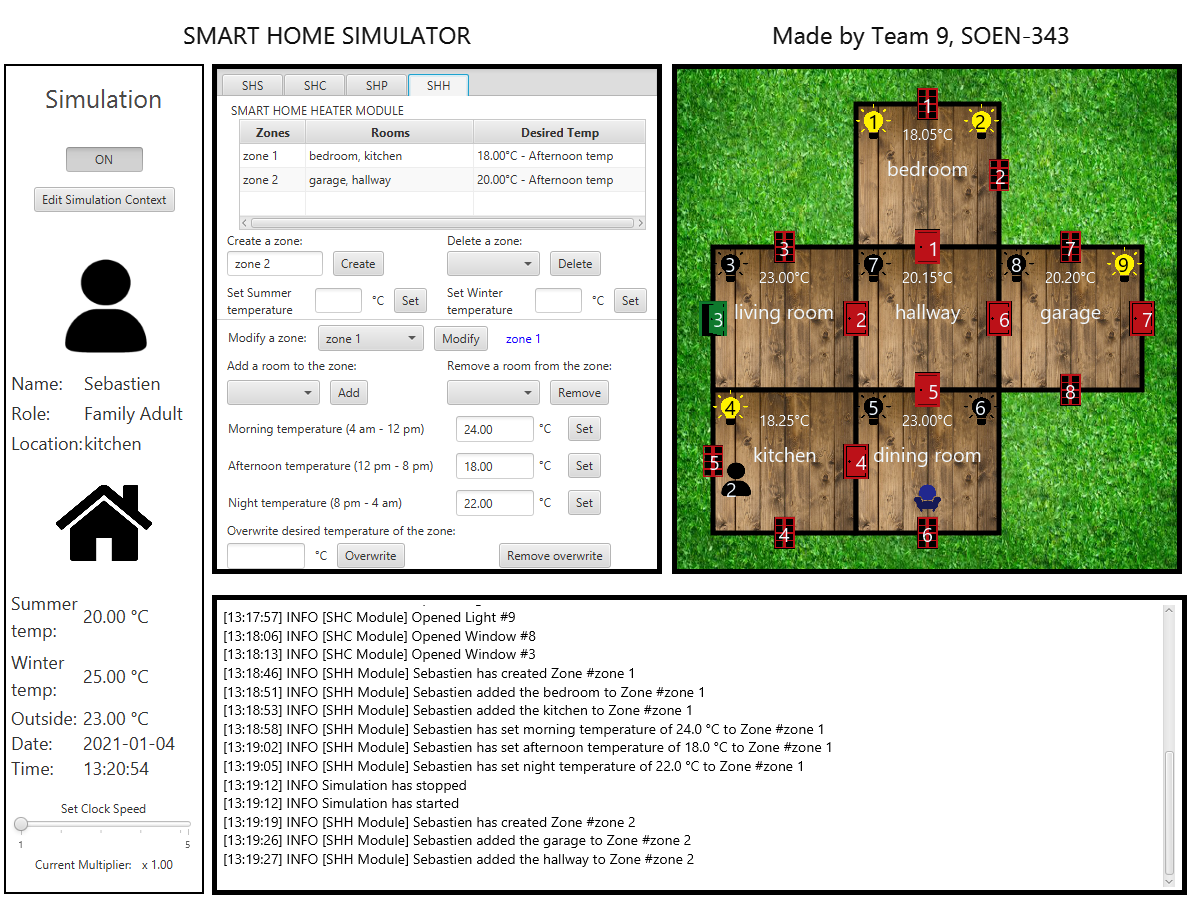 SMART HOME SIMULATOR
Made by Team 9, SOEN-343
Simulation
ON
Edit Simulation Context
Name: Sebastien
Role: Family Adult
Location: kitchen
Summer temp: 20.00 °C
Winter temp: 25.00 °C
Outside: 23.00 °C
Date: 2021-01-04
Time: 13:20:54
Set Clock Speed
1 5
Current Multiplier: x 1.00
SHS SHC SHP SHH
SMART HOME HEATER MODULE
Zones Rooms Desired Temp
zone 1 bedroom, kitchen 18.00°C - Afternoon temp
zone 2 garage, hallway 20.00°C - Afternoon temp
Create a zone: Delete a zone:
zone 2 Create Delete
Set Summer temperature °C Set Set Winter temperature °C Set
Modify a zone: zone 1 Modify zone 1
Add a room to the zone: Remove a room from the zone:
Add Remove
Morning temperature (4 am - 12 pm) 24.00 °C Set
Afternoon temperature (12 pm - 8 pm) 18.00 °C Set
Night temperature (8 pm - 4 am) 22.00 °C Set
Overwrite desired temperature of the zone:
°C Overwrite Remove overwrite
1
1 2
18.05°C
bedroom
2
3 1 7
3 7 8 9
23.00°C 20.15°C 20.20°C
living room hallway garage
3 2 6 7
5 8
4 5 6
18.25°C 23.00°C
kitchen dining room
5 4
2
4 6
[13:17:57] INFO [SHC Module] Opened Light #9
[13:18:06] INFO [SHC Module] Opened Window #8
[13:18:13] INFO [SHC Module] Opened Window #3
[13:18:46] INFO [SHH Module] Sebastien has created Zone #zone 1
[13:18:51] INFO [SHH Module] Sebastien added the bedroom to Zone #zone 1
[13:18:53] INFO [SHH Module] Sebastien added the kitchen to Zone #zone 1
[13:18:58] INFO [SHH Module] Sebastien has set morning temperature of 24.0 °C to Zone #zone 1
[13:19:02] INFO [SHH Module] Sebastien has set afternoon temperature of 18.0 °C to Zone #zone 1
[13:19:05] INFO [SHH Module] Sebastien has set night temperature of 22.0 °C to Zone #zone 1
[13:19:12] INFO Simulation has stopped
[13:19:12] INFO Simulation has started
[13:19:19] INFO [SHH Module] Sebastien has created Zone #zone 2
[13:19:26] INFO [SHH Module] Sebastien added the garage to Zone #zone 2
[13:19:27] INFO [SHH Module] Sebastien added the hallway to Zone #zone 2